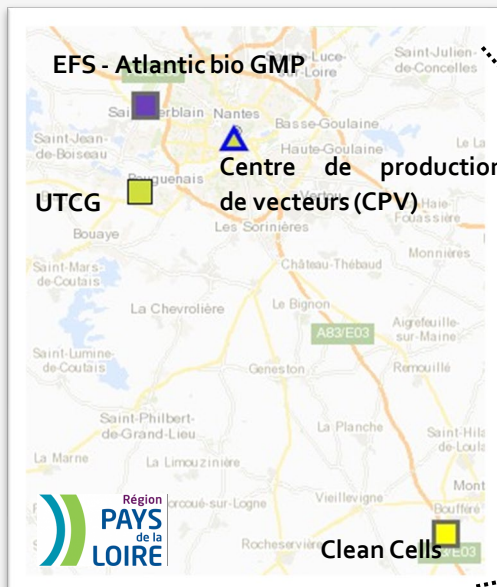 EFS - Atlantic bio GMP
Saint-Julien-
de-Concelles
Nantes
Basse-Goulaine
Saint-Jean-
de-Boiseau
Haute-Goulaine
Centre de production
de vecteurs (CPV)
UTCG
Bouaye
Les Sorinières
Monnières
Saint-Mars-
de-Coutais
Château-Thébaud
La Chevrolière
Le Bignon
Aigrefeuille-
sur-Maine
A83/E03
Saint-Lumine-
de-Coutais
Geneston
Remouillé
Saint-Philbert-
de-Grand-Lieu
La Planche
La Marne
La Limouzinière
Vieillevigne
Boufféré
Rocheservière
Clean Cells
Région
PAYS
de la
LOIRE